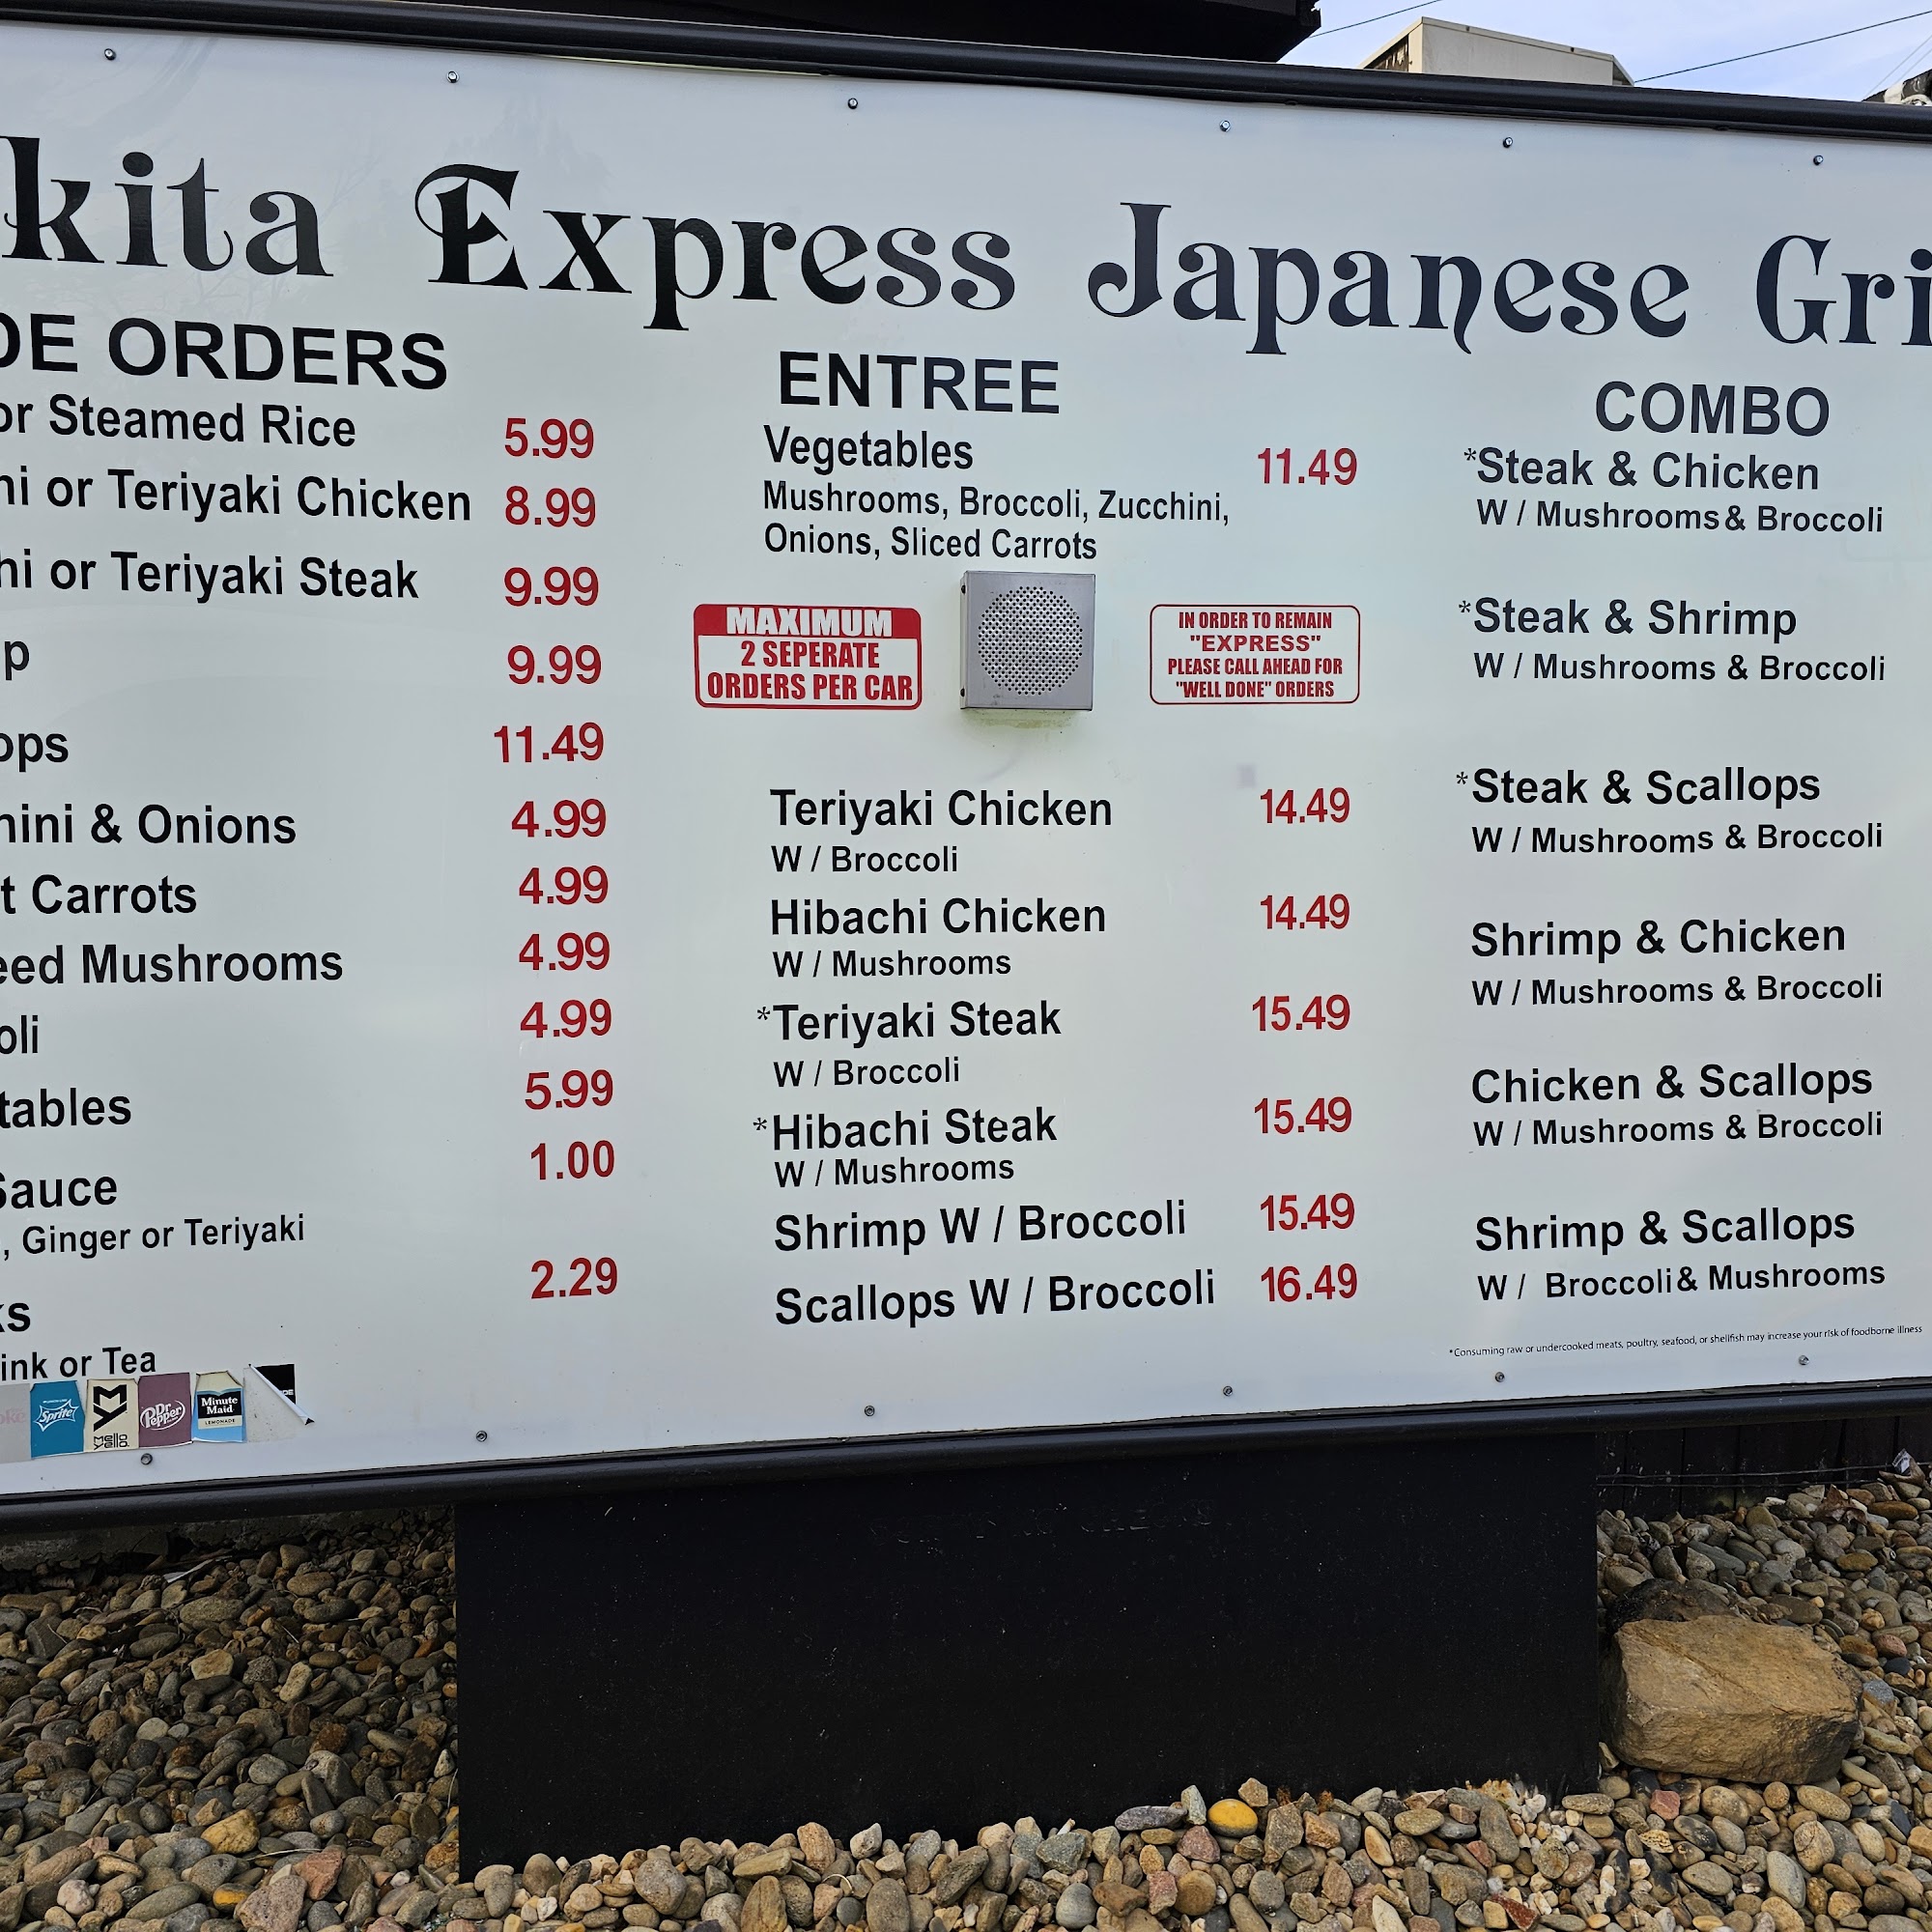 kita Express Japanese Gri
DE ORDERS
or Steamed Rice 5.99
hi or Teriyaki Chicken 8.99
hi or Teriyaki Steak 9.99
p 9.99
ops 11.49
hini & Onions 4.99
t Carrots 4.99
eed Mushrooms 4.99
oli 4.99
tables 5.99
Sauce 1.00
, Ginger or Teriyaki
ks 2.29
ink or Tea
oke
Sprite
Mello Yello
Dr Pepper
Minute Maid
LEMONADE
DE
ENTREE
Vegetables 11.49
Mushrooms, Broccoli, Zucchini,
Onions, Sliced Carrots
MAXIMUM
2 SEPERATE
ORDERS PER CAR
IN ORDER TO REMAIN
"EXPRESS"
PLEASE CALL AHEAD FOR
"WELL DONE" ORDERS
Teriyaki Chicken 14.49
W / Broccoli
Hibachi Chicken 14.49
W / Mushrooms
*Teriyaki Steak 15.49
W / Broccoli
*Hibachi Steak 15.49
W / Mushrooms
Shrimp W / Broccoli 15.49
Scallops W / Broccoli 16.49
COMBO
*Steak & Chicken
W / Mushrooms & Broccoli
*Steak & Shrimp
W / Mushrooms & Broccoli
*Steak & Scallops
W / Mushrooms & Broccoli
Shrimp & Chicken
W / Mushrooms & Broccoli
Chicken & Scallops
W / Mushrooms & Broccoli
Shrimp & Scallops
W / Broccoli & Mushrooms
*Consuming raw or undercooked meats, poultry, seafood, or shellfish may increase your risk of foodborne illness